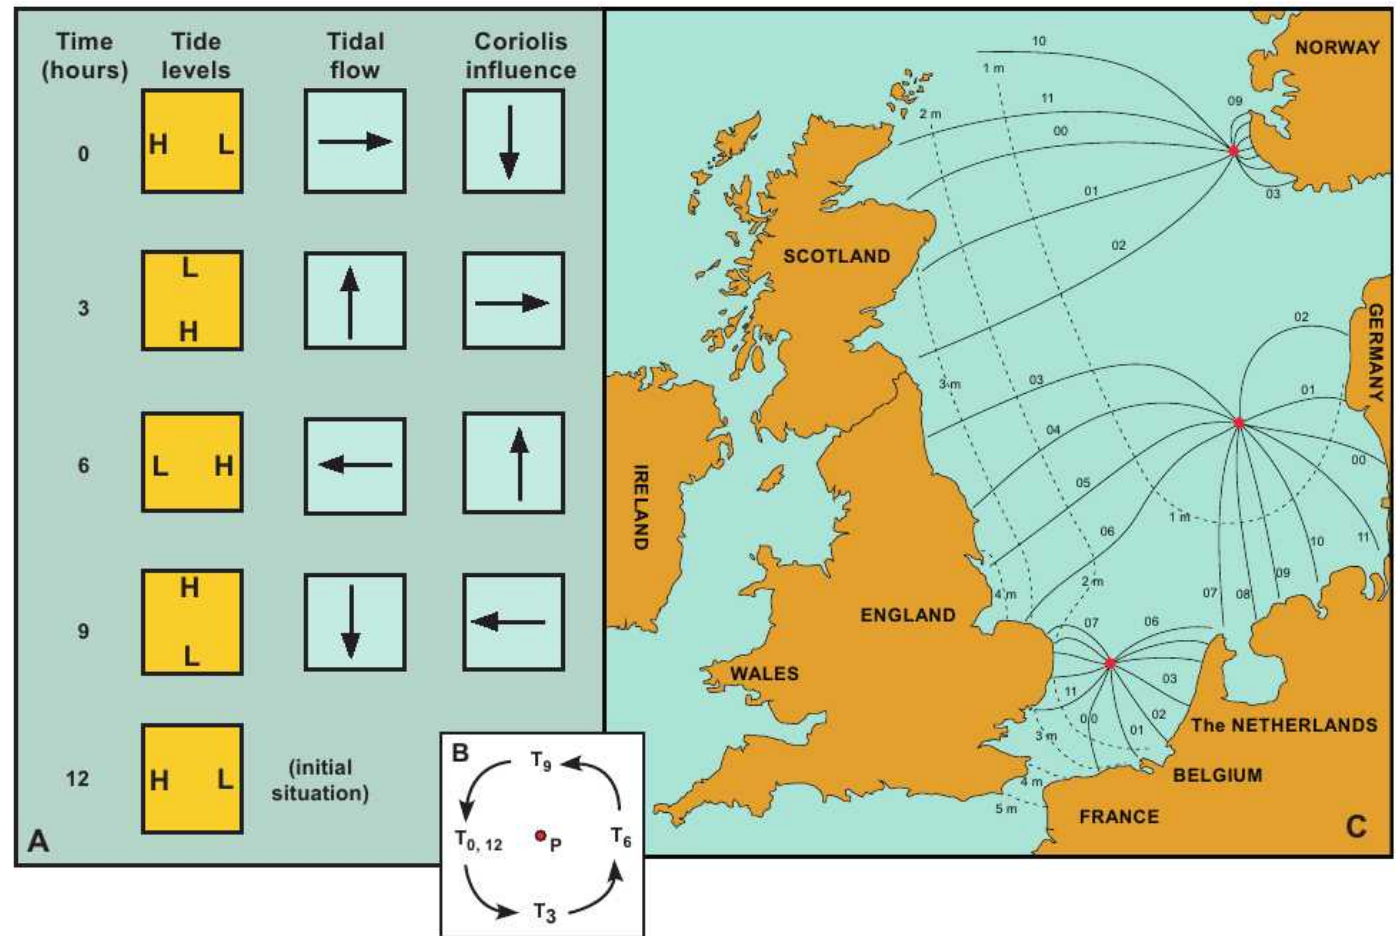 Time
(hours)
Tide
levels
Tidal
flow
Coriolis
influence
0
H L
3
L
H
6
L H
9
H
L
12
H L
(initial
situation)
A
B
T9
T0, 12
P
T6
T3
NORWAY
10
1 m
09
11
2 m
00
03
01
SCOTLAND
02
GERMANY
02
03
3 m
01
04
00
05
IRELAND
1 m
06
10
11
09
07
08
2 m
4 m
ENGLAND
07
06
WALES
03
11
02
00
01
The NETHERLANDS
3 m
BELGIUM
4 m
5 m
FRANCE
C